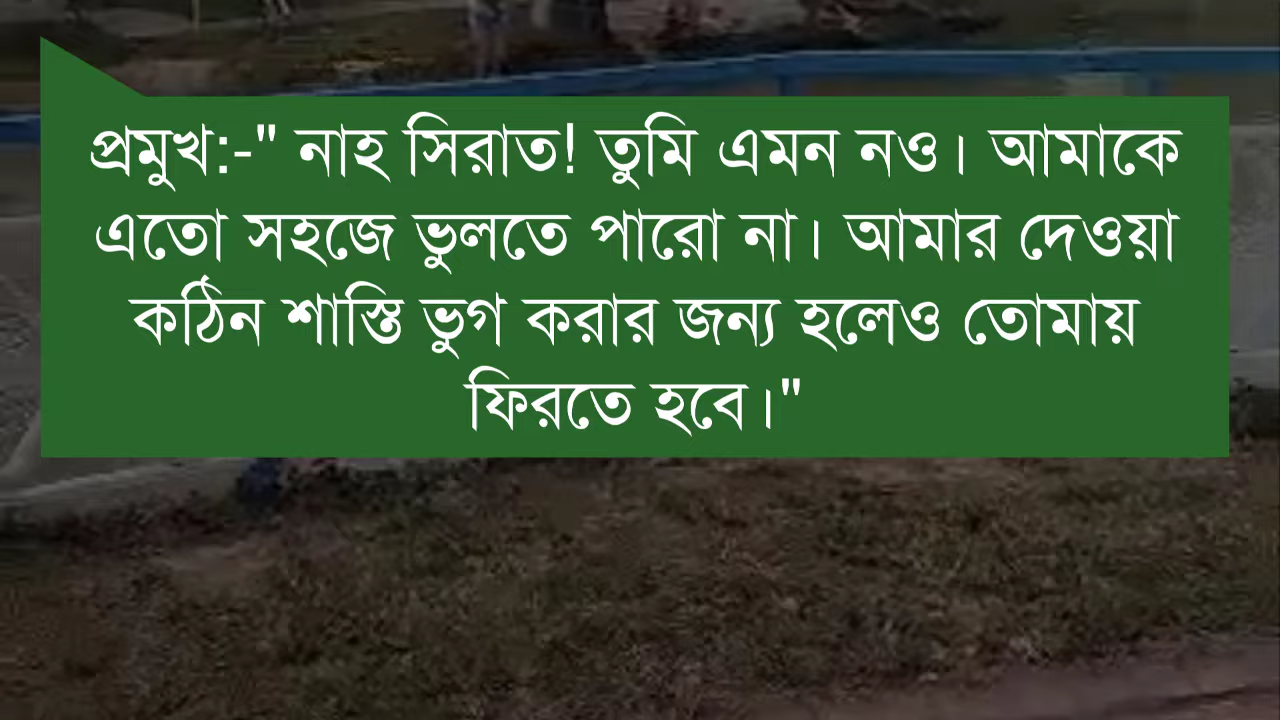 প্রমুখ:-" নাহ সিরাত! তুমি এমন নও। আমাকে
এতো সহজে ভুলতে পারো না। আমার দেওয়া
কঠিন শাস্তি ভুগ করার জন্য হলেও তোমায়
ফিরতে হবে।"